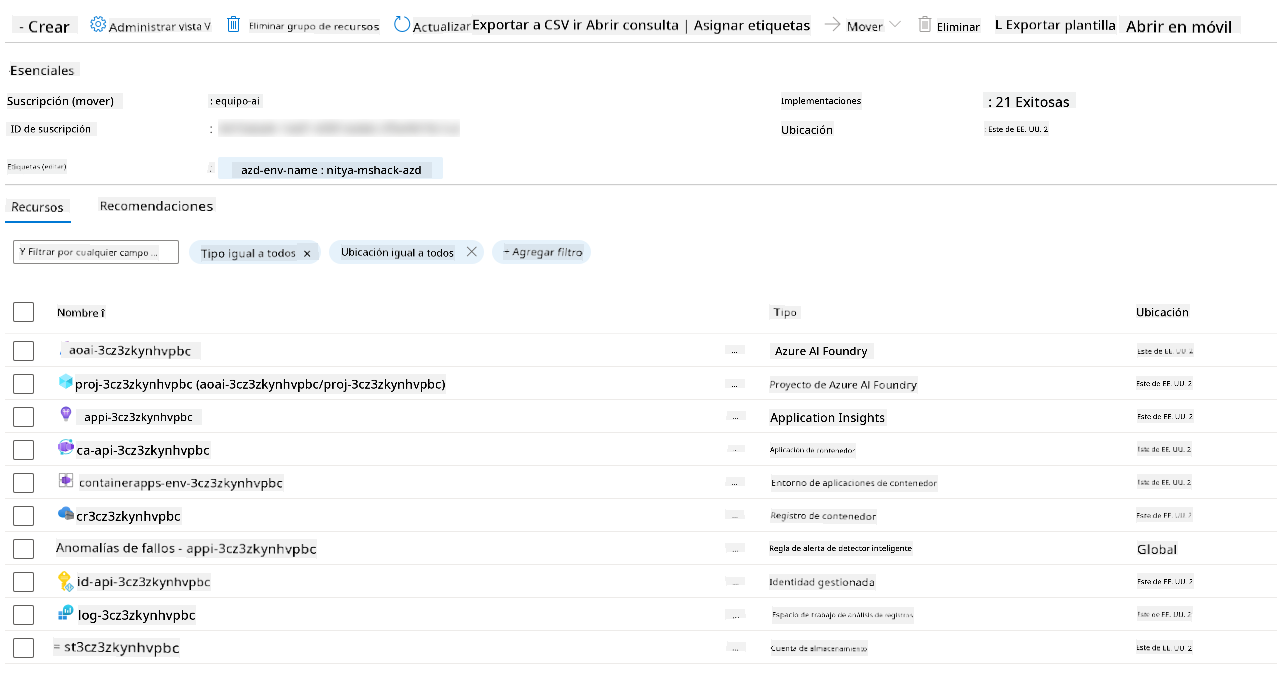 - Crear Administrar vista V Eliminar grupo de recursos Actualizar Exportar a CSV ir Abrir consulta | Asignar etiquetas Mover Eliminar L Exportar plantilla Abrir en móvil
Esenciales
Suscripción (mover) : equipo-ai Implementaciones : 21 Exitosas
ID de suscripción : Ubicación Este de EE. UU. 2
Etiquetas (editar) : azd-env-name : nitya-mshack-azd
Recursos Recomendaciones
Y Filtrar por cualquier campo ... Tipo igual a todos × Ubicación igual a todos × + Agregar filtro
Nombre î Tipo Ubicación
aoai-3cz3zkynhvpbc ... Azure AI Foundry Este de EE. UU. 2
proj-3cz3zkynhvpbc (aoai-3cz3zkynhvpbc/proj-3cz3zkynhvpbc) ... Proyecto de Azure AI Foundry Este de EE. UU. 2
appi-3cz3zkynhvpbc ... Application Insights Este de EE. UU. 2
ca-api-3cz3zkynhvpbc ... Aplicación de contenedor Este de EE. UU. 2
containerapps-env-3cz3zkynhvpbc ... Entorno de aplicaciones de contenedor Este de EE. UU. 2
cr3cz3zkynhvpbc ... Registro de contenedor Este de EE. UU. 2
Anomalías de fallos - appi-3cz3zkynhvpbc ... Regla de alerta de detector inteligente Global
id-api-3cz3zkynhvpbc ... Identidad gestionada Este de EE. UU. 2
log-3cz3zkynhvpbc ... Espacio de trabajo de análisis de registros Este de EE. UU. 2
= st3cz3zkynhvpbc ... Cuenta de almacenamiento Este de EE. UU. 2